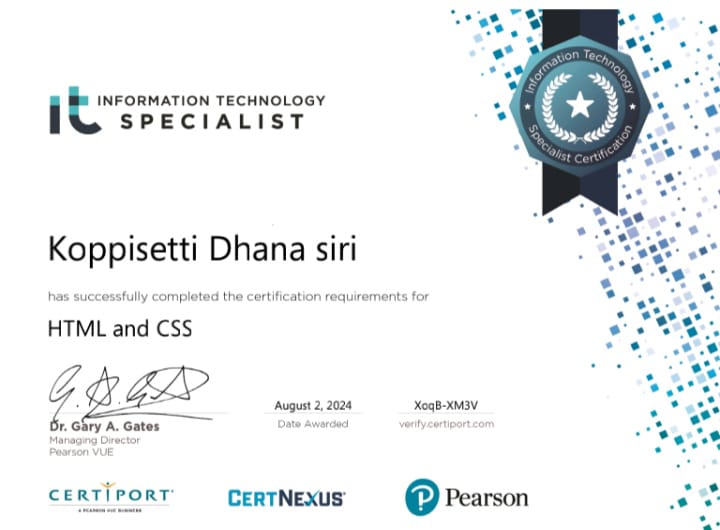 Information Technology
Specialist Certification
it INFORMATION TECHNOLOGY
SPECIALIST
Koppisetti Dhana siri
has successfully completed the certification requirements for
HTML and CSS
Dr. Gary A. Gates
Managing Director
Pearson VUE
August 2, 2024
Date Awarded
XoqB-XM3V
verify.certiport.com
CERTIPORT
A PEARSON VUE BUSINESS
CERTNEXUS
P Pearson